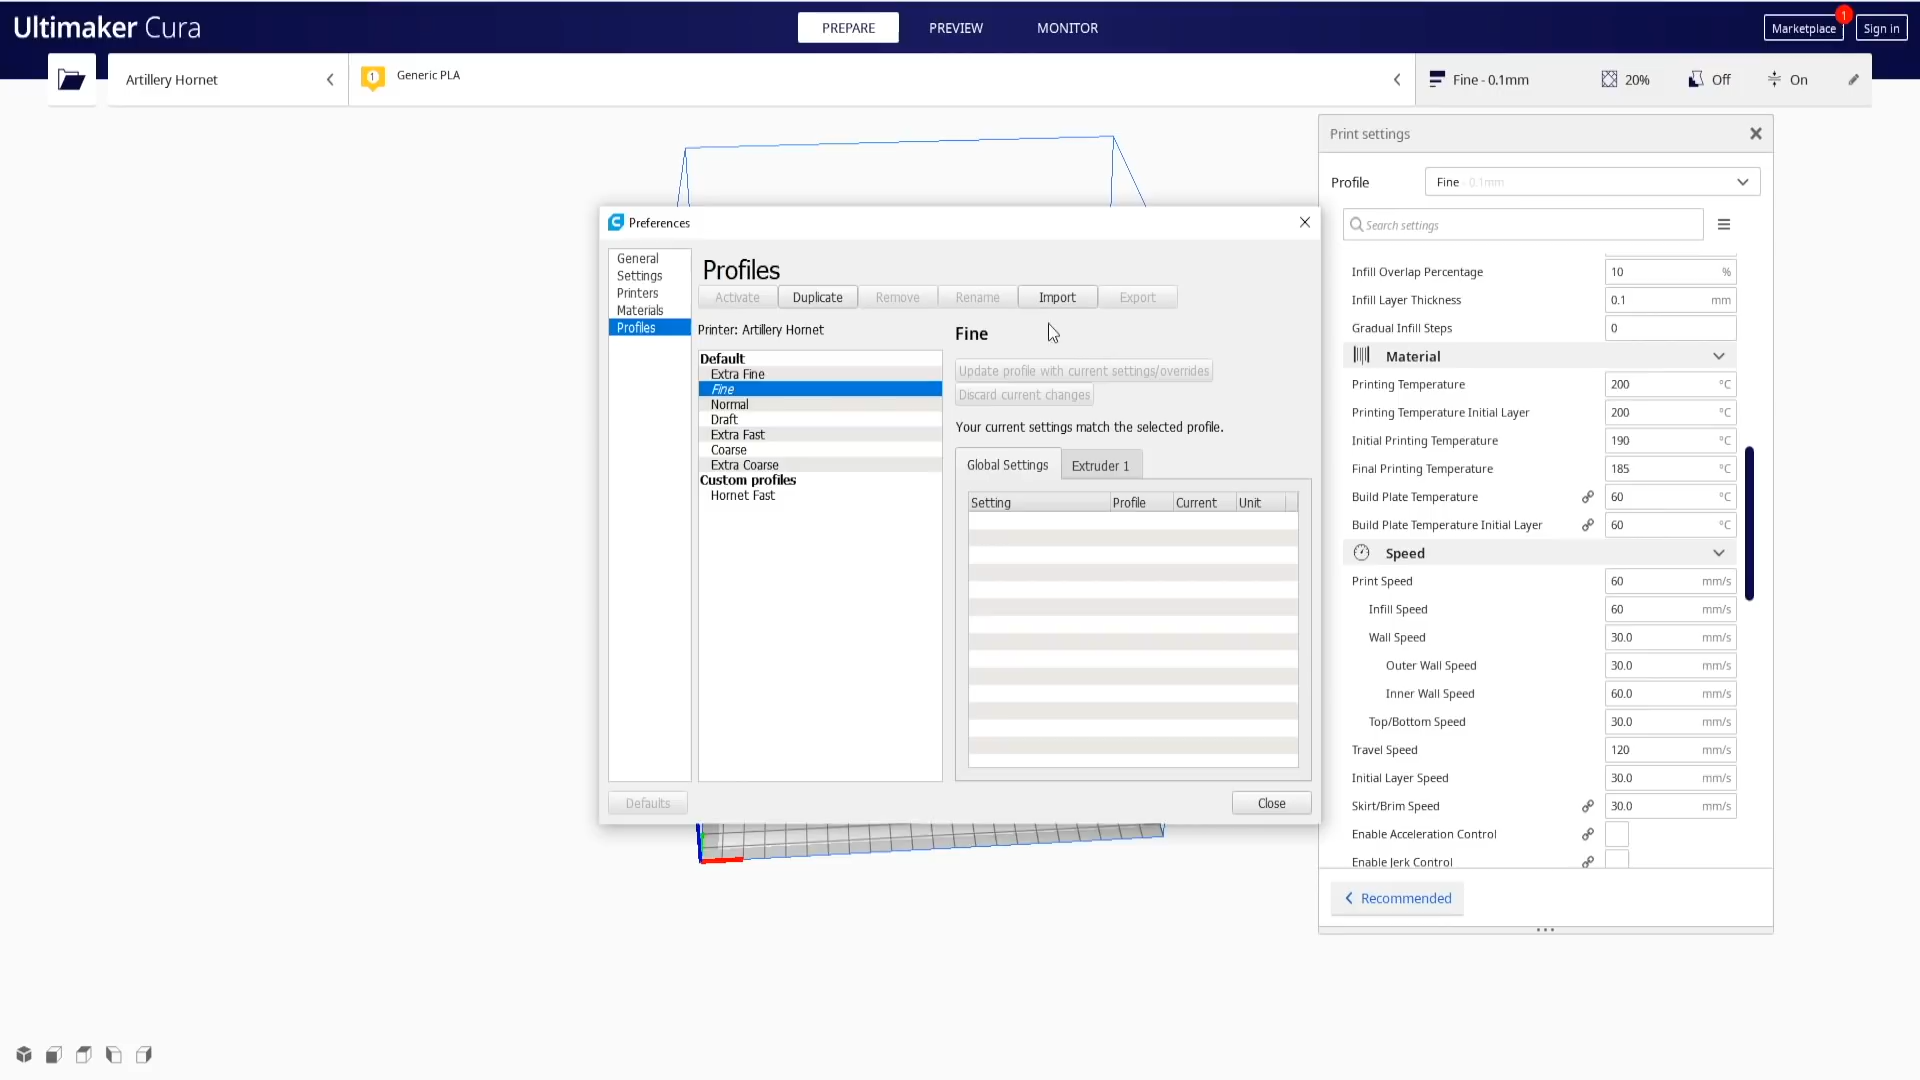 Ultimaker Cura
PREPARE
PREVIEW
MONITOR
Marketplace
1
Sign in
Artillery Hornet
1
Generic PLA
Fine - 0.1mm
20%
Off
On
Print settings
Profile
Fine 0.1mm
Search settings
Infill Overlap Percentage 10 %
Infill Layer Thickness 0.1 mm
Gradual Infill Steps 0
Material
Printing Temperature 200 °C
Printing Temperature Initial Layer 200 °C
Initial Printing Temperature 190 °C
Final Printing Temperature 185 °C
Build Plate Temperature 60 °C
Build Plate Temperature Initial Layer 60 °C
Speed
Print Speed 60 mm/s
Infill Speed 60 mm/s
Wall Speed 30.0 mm/s
Outer Wall Speed 30.0 mm/s
Inner Wall Speed 60.0 mm/s
Top/Bottom Speed 30.0 mm/s
Travel Speed 120 mm/s
Initial Layer Speed 30.0 mm/s
Skirt/Brim Speed 30.0 mm/s
Enable Acceleration Control
Enable Jerk Control
Recommended
Preferences
General
Settings
Printers
Materials
Profiles
Profiles
Activate Duplicate Remove Rename Import Export
Printer: Artillery Hornet
Default
Extra Fine
Fine
Normal
Draft
Extra Fast
Coarse
Extra Coarse
Custom profiles
Hornet Fast
Fine
Update profile with current settings/overrides
Discard current changes
Your current settings match the selected profile.
Global Settings Extruder 1
Setting Profile Current Unit
Defaults
Close